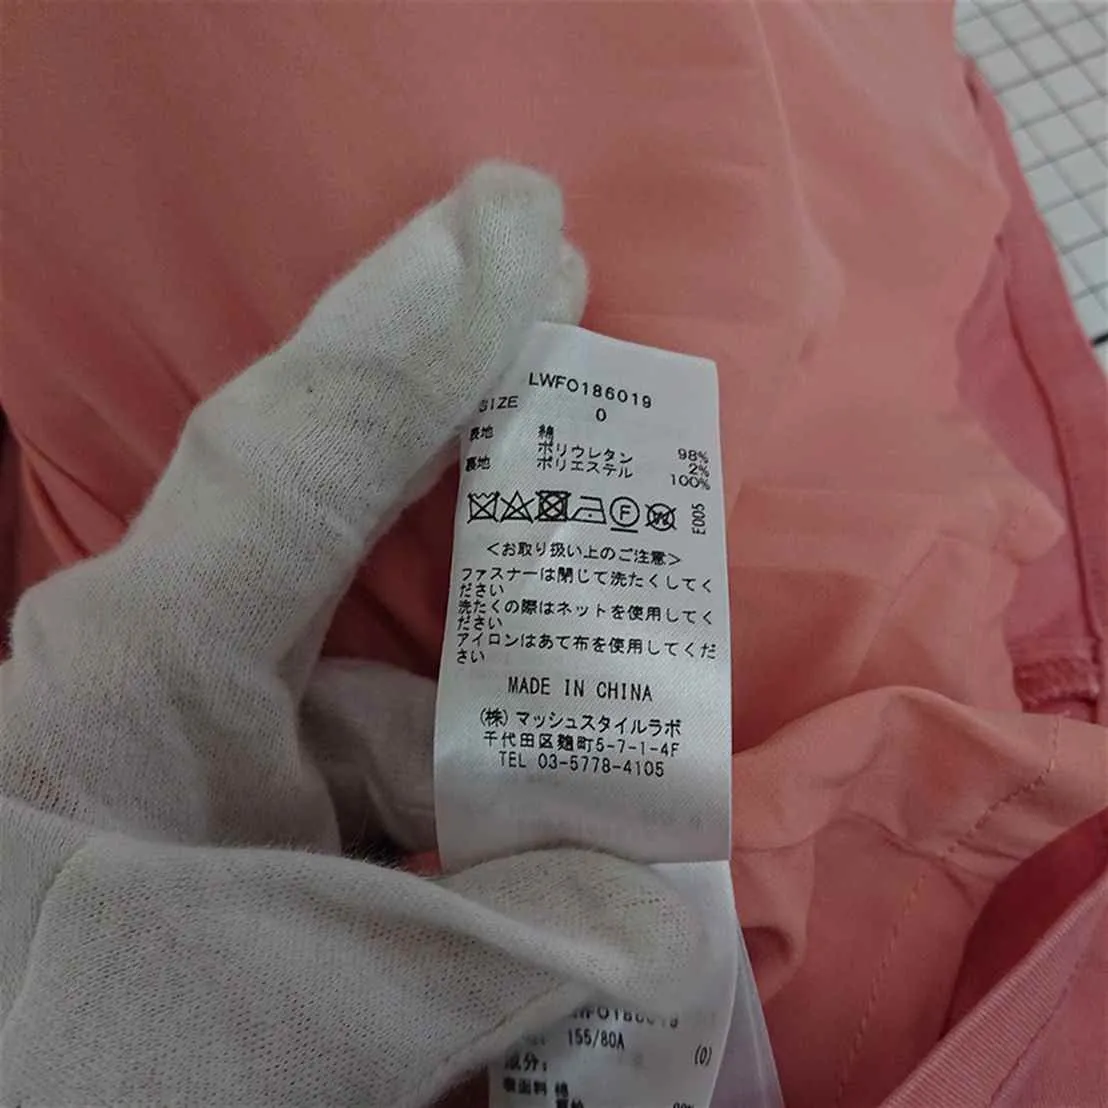 LWFO186019
SIZE 0
表地 綿 98%
ポリウレタン 2%
裏地 ポリエステル 100%
F W E005
<お取り扱い上のご注意>
ファスナーは閉じて洗たくしてく
ださい
洗たくの際はネットを使用してく
ださい
アイロンはあて布を使用してくだ
さい
MADE IN CHINA
(株)マッシュスタイルラボ
千代田区麹町5-7-1-4F
TEL 03-5778-4105
155/80A (0)
成分:
表面料 棉